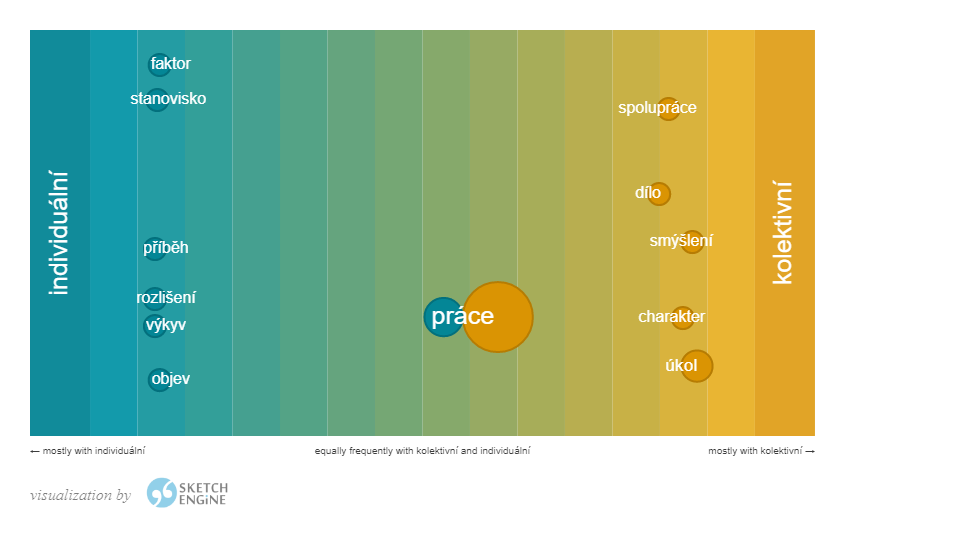 individuální
faktor
stanovisko
příběh
rozlišení
výkyv
objev
práce
spolupráce
dílo
smýšlení
charakter
úkol
kolektivní
← mostly with individuální
equally frequently with kolektivní and individuální
mostly with kolektivní →
visualization by
SKETCH
ENGiNE